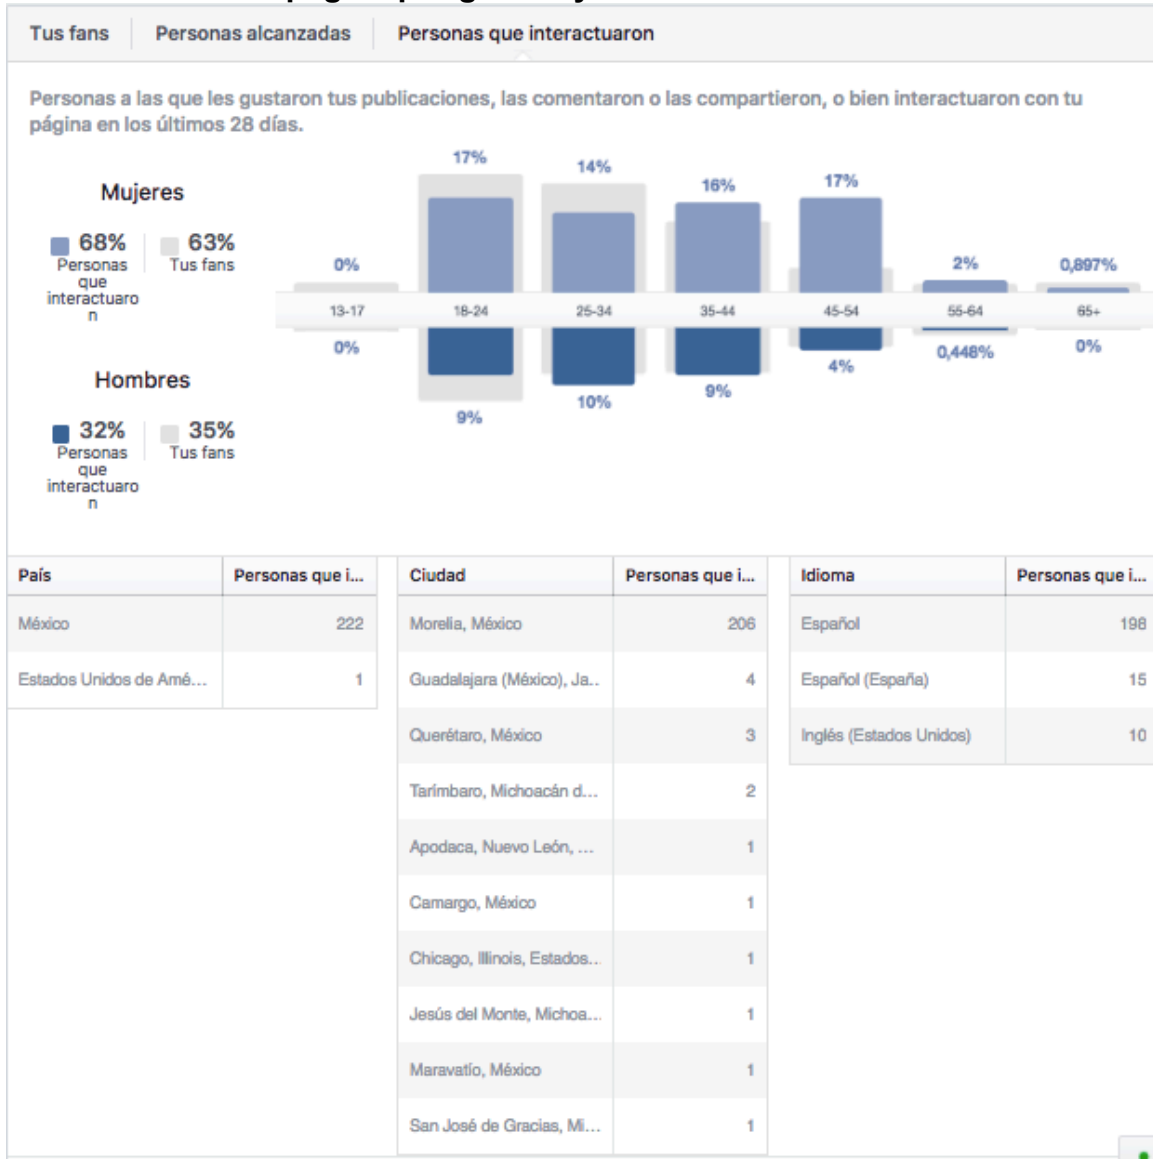 Tus fans
Personas alcanzadas
Personas que interactuaron
Personas a las que les gustaron tus publicaciones, las comentaron o las compartieron, o bien interactuaron con tu
página en los últimos 28 días.
Mujeres
68%
Personas
que
interactuaro
n
63%
Tus fans
Hombres
32%
Personas
que
interactuaro
n
35%
Tus fans
0%
17%
14%
16%
17%
2%
0,897%
13-17
18-24
25-34
35-44
45-54
55-64
65+
0%
9%
10%
9%
4%
0,448%
0%
País Personas que i...
México 222
Estados Unidos de Amé... 1
Ciudad Personas que i...
Morelia, México 206
Guadalajara (México), Ja... 4
Querétaro, México 3
Tarímbaro, Michoacán d... 2
Apodaca, Nuevo León, ... 1
Camargo, México 1
Chicago, Illinois, Estados... 1
Jesús del Monte, Michoa... 1
Maravatío, México 1
San José de Gracias, Mi... 1
Idioma Personas que i...
Español 198
Español (España) 15
Inglés (Estados Unidos) 10